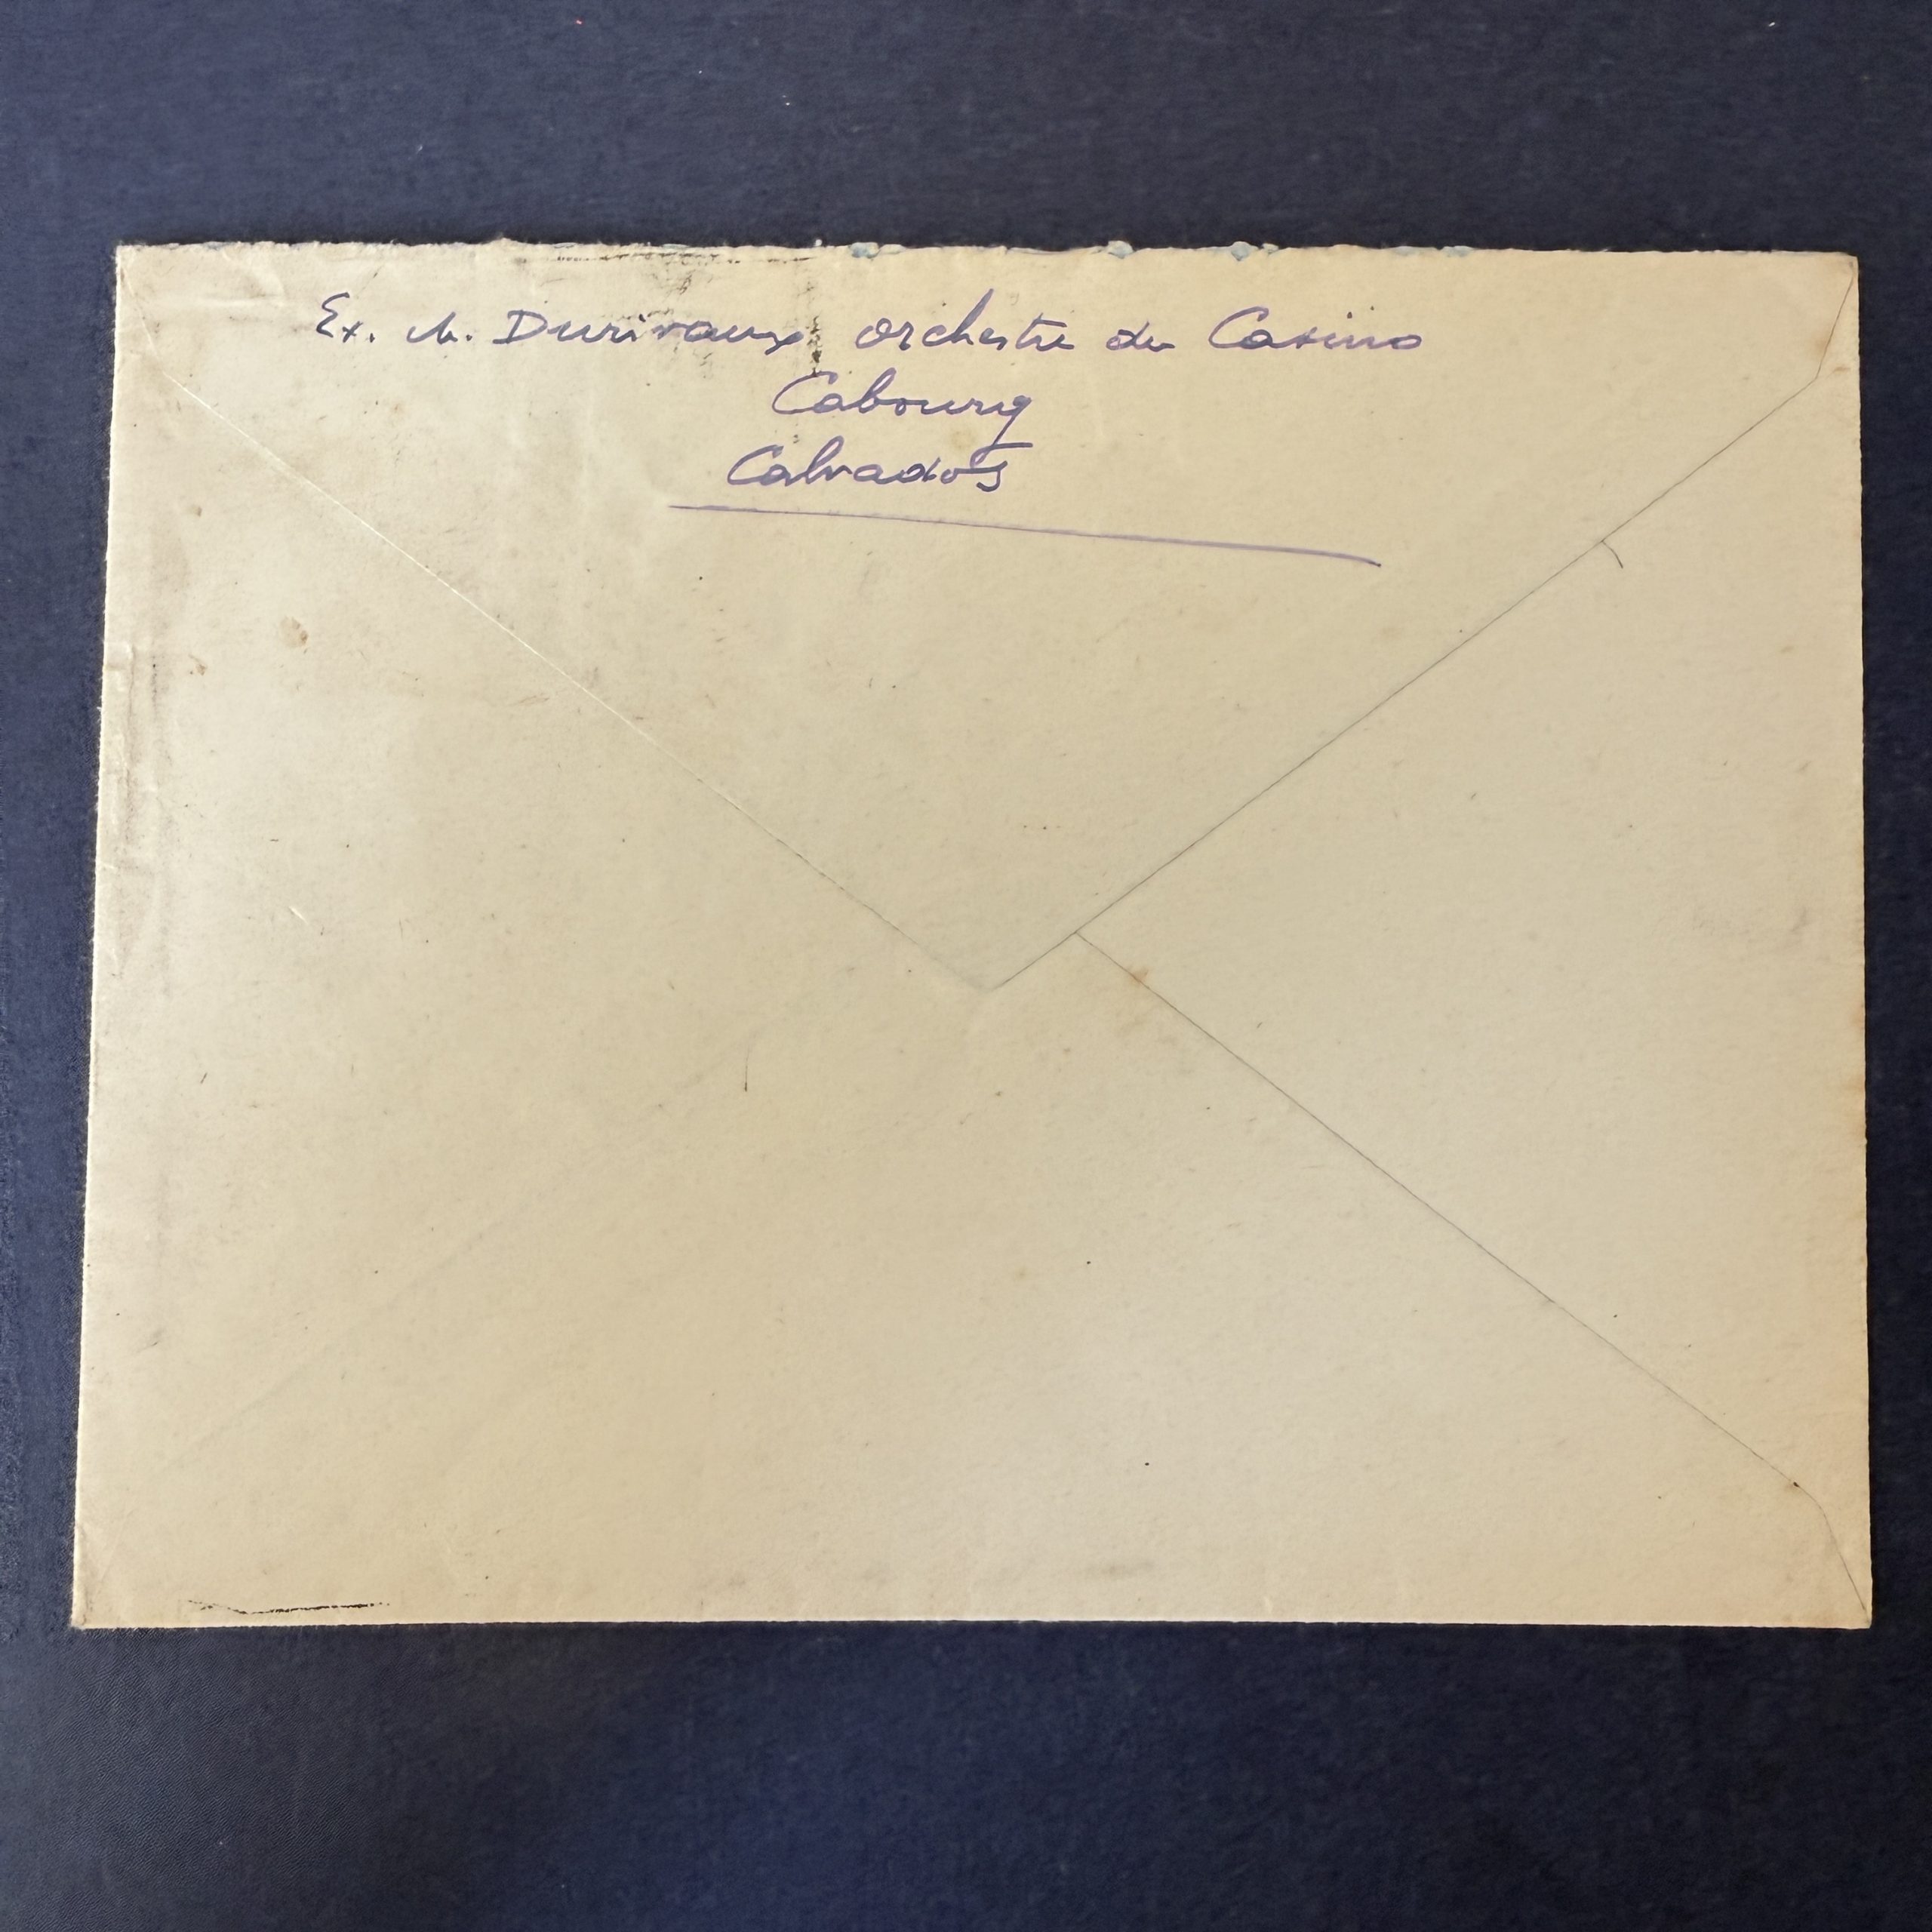 Ex. M. Durivaux orchestre du Casino
Cabourg
Calvados